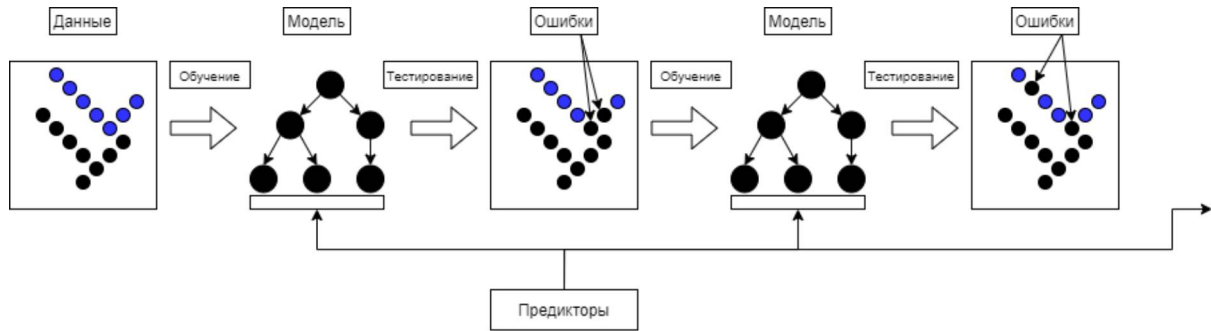 Данные
Модель
Ошибки
Модель
Ошибки
Обучение
Тестирование
Обучение
Тестирование
Предикторы